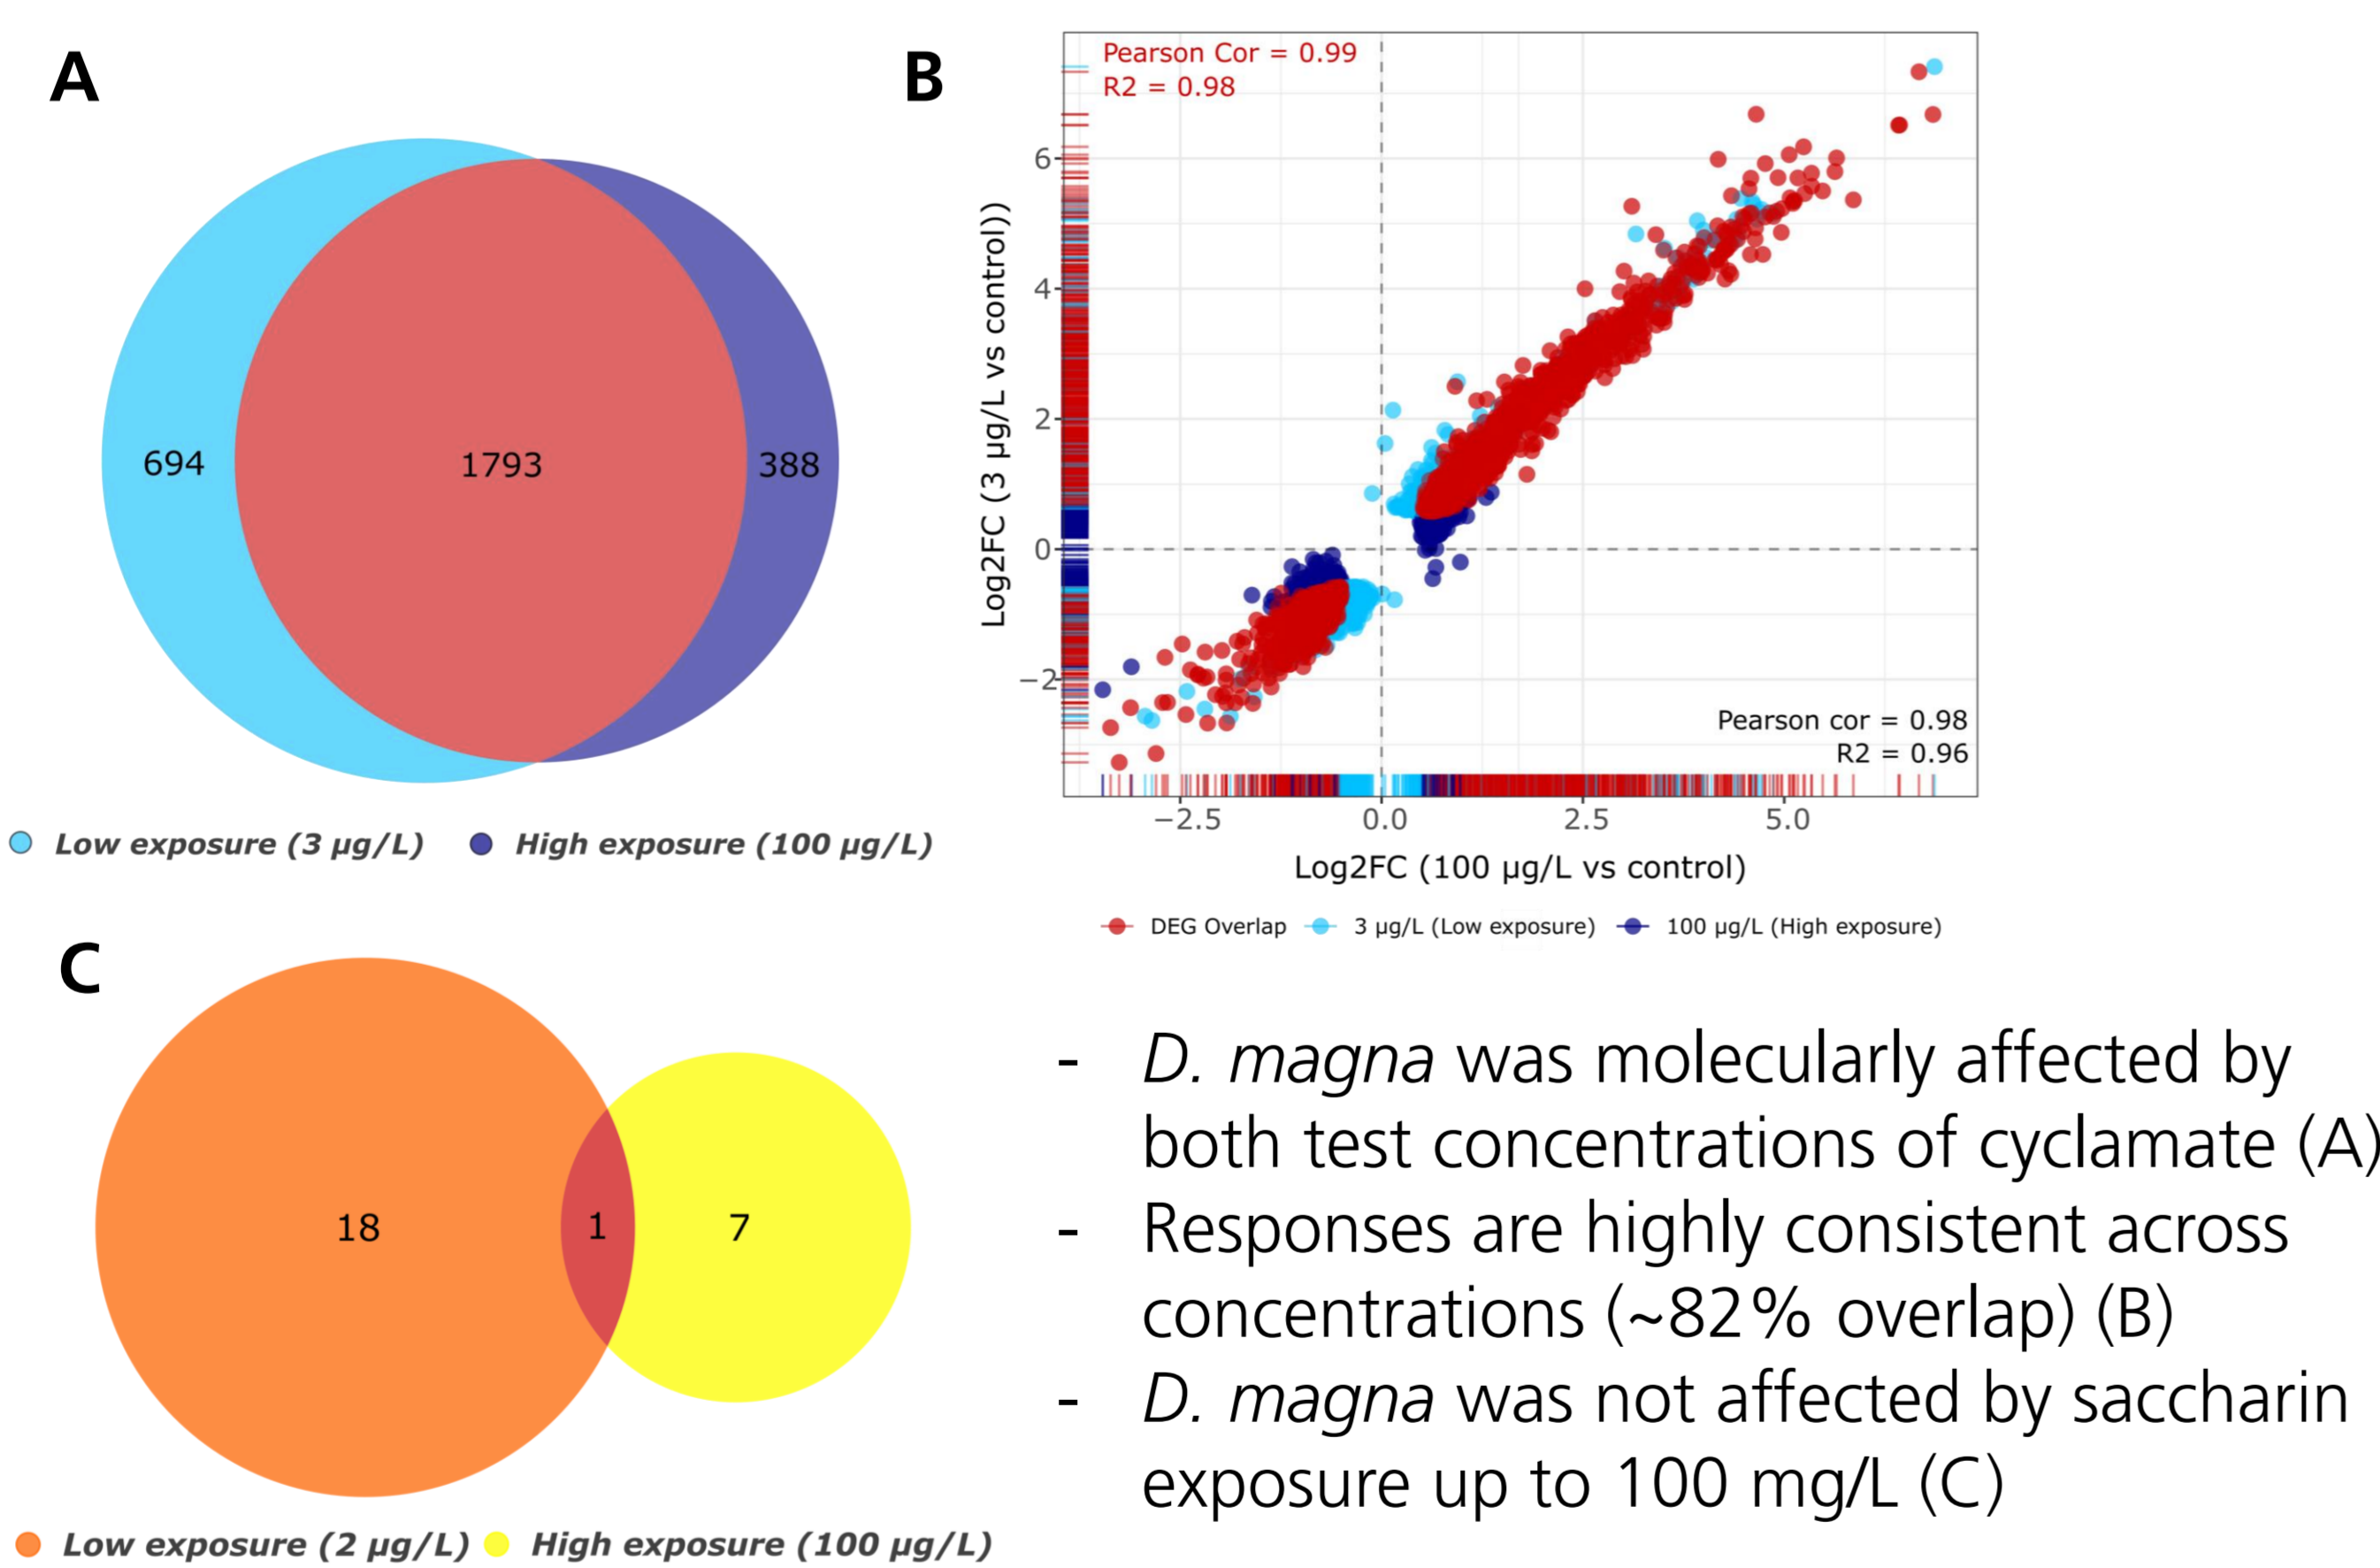 A
694
1793
388
Low exposure (3 µg/L)
High exposure (100 µg/L)
B
Pearson Cor = 0.99
R2 = 0.98
Log2FC (3 µg/L vs control))
6
4
2
0
−2
Pearson cor = 0.98
R2 = 0.96
−2.5
0.0
2.5
5.0
Log2FC (100 µg/L vs control)
DEG Overlap
3 µg/L (Low exposure)
100 µg/L (High exposure)
C
18
1
7
Low exposure (2 µg/L)
High exposure (100 µg/L)
- D. magna was molecularly affected by
both test concentrations of cyclamate (A)
- Responses are highly consistent across
concentrations (~82% overlap) (B)
- D. magna was not affected by saccharin
exposure up to 100 mg/L (C)